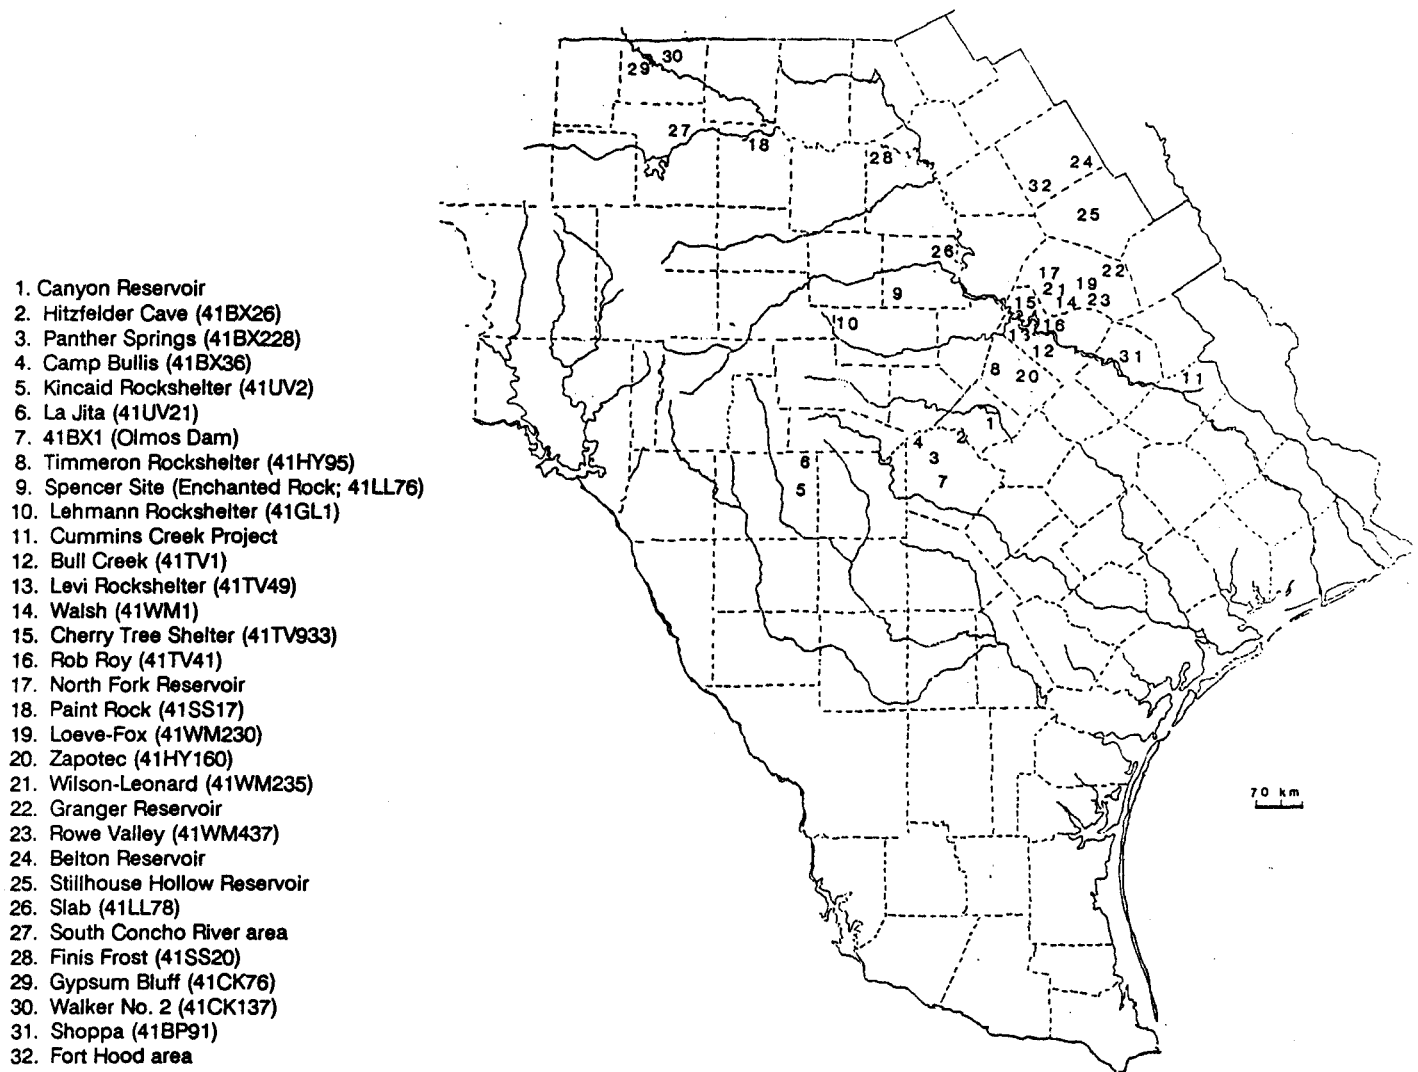 1. Canyon Reservoir
2. Hitzfelder Cave (41BX26)
3. Panther Springs (41BX228)
4. Camp Bullis (41BX36)
5. Kincaid Rockshelter (41UV2)
6. La Jita (41UV21)
7. 41BX1 (Olmos Dam)
8. Timmeron Rockshelter (41HY95)
9. Spencer Site (Enchanted Rock; 41LL76)
10. Lehmann Rockshelter (41GL1)
11. Cummins Creek Project
12. Bull Creek (41TV1)
13. Levi Rockshelter (41TV49)
14. Walsh (41WM1)
15. Cherry Tree Shelter (41TV933)
16. Rob Roy (41TV41)
17. North Fork Reservoir
18. Paint Rock (41SS17)
19. Loeve-Fox (41WM230)
20. Zapotec (41HY160)
21. Wilson-Leonard (41WM235)
22. Granger Reservoir
23. Rowe Valley (41WM437)
24. Belton Reservoir
25. Stillhouse Hollow Reservoir
26. Slab (41LL78)
27. South Concho River area
28. Finis Frost (41SS20)
29. Gypsum Bluff (41CK76)
30. Walker No. 2 (41CK137)
31. Shoppa (41BP91)
32. Fort Hood area
30
29
27
18
28
24
32
25
26
17
22
21
19
15
14
23
9
10
16
13
12
31
8
20
11
1
2
4
3
7
6
5
70 km